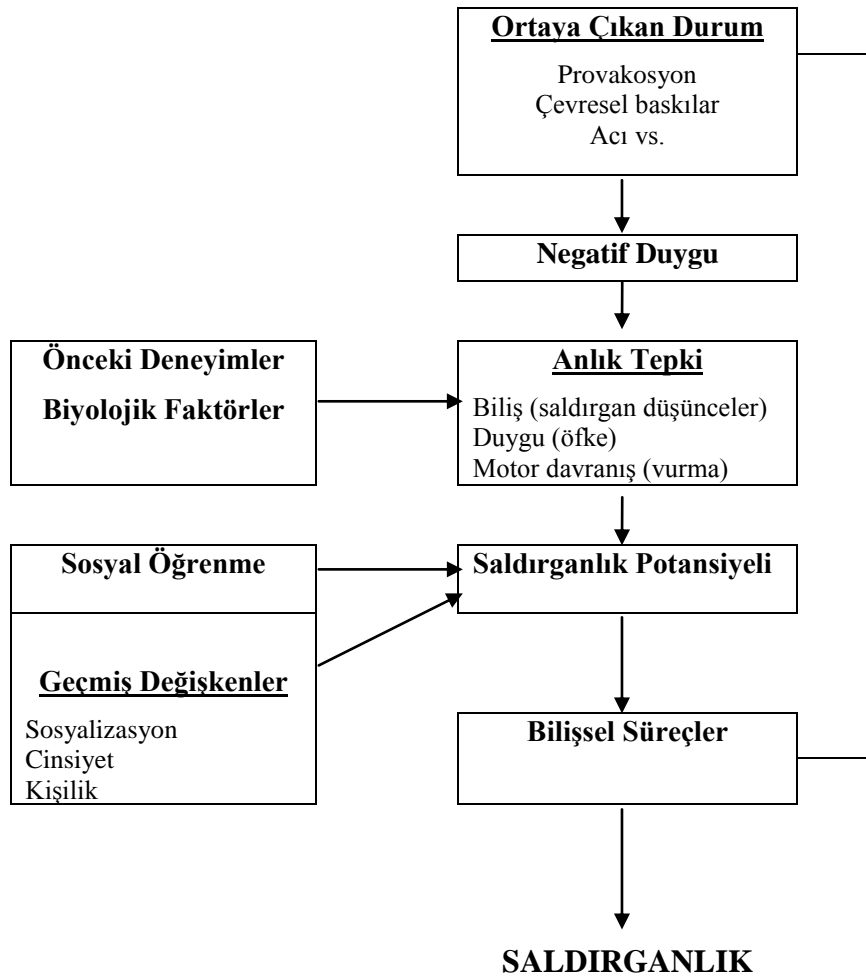 Ortaya Çıkan Durum
Provakosyon
Çevresel baskılar
Acı vs.
Negatif Duygu
Önceki Deneyimler
Biyolojik Faktörler
Anlık Tepki
Biliş (saldırgan düşünceler)
Duygu (öfke)
Motor davranış (vurma)
Sosyal Öğrenme
Saldırganlık Potansiyeli
Geçmiş Değişkenler
Sosyalizasyon
Cinsiyet
Kişilik
Bilişsel Süreçler
SALDIRGANLIK